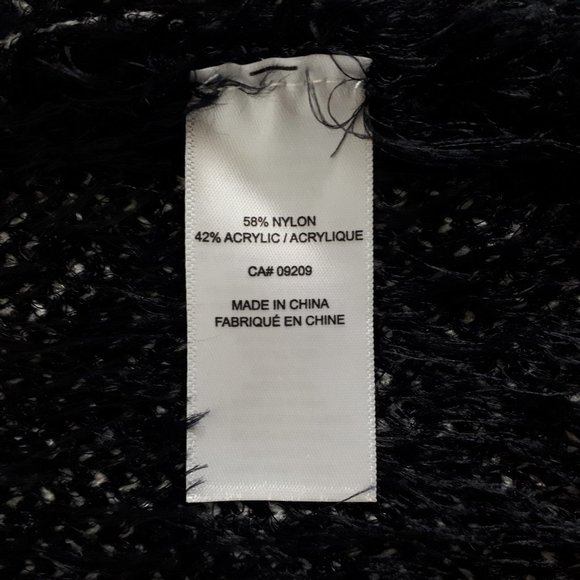 58% NYLON
42% ACRYLIC / ACRYLIQUE
CA# 09209
MADE IN CHINA
FABRIQUÉ EN CHINE